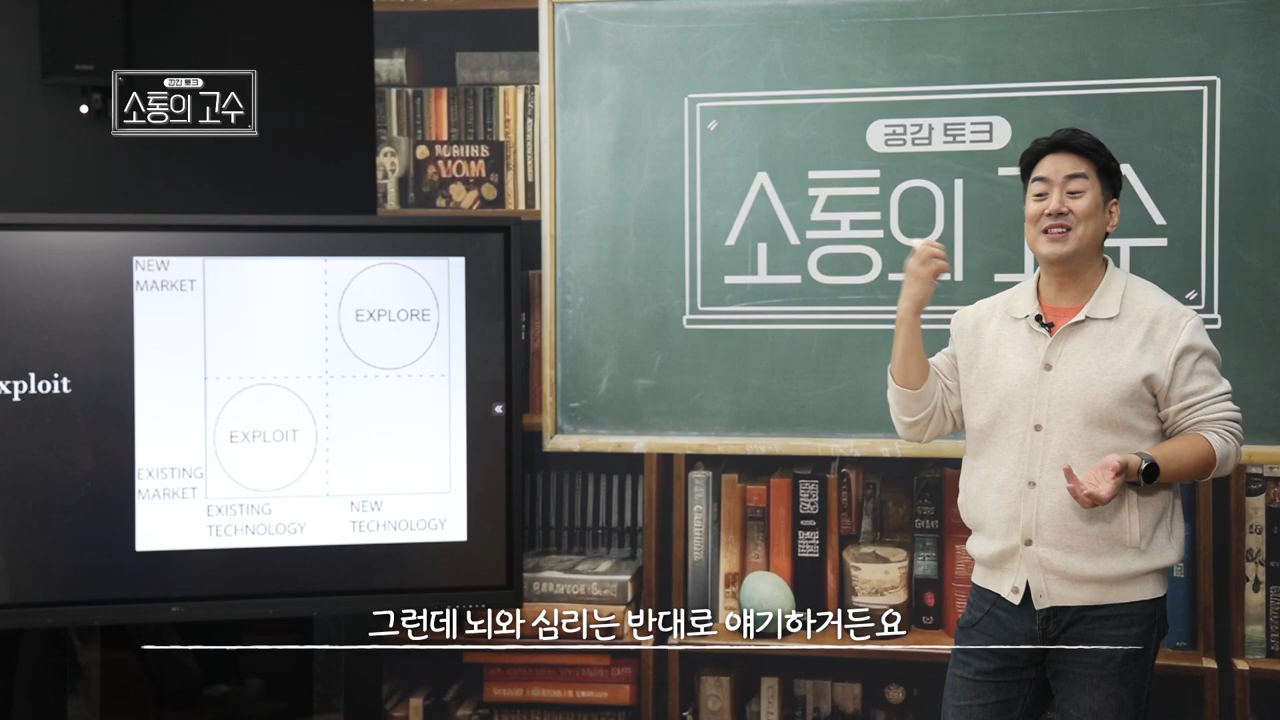 공감 토크
소통의 고수
공감 토크
소통의 고
수
NEW
MARKET
EXPLORE
xploit
EXPLOIT
EXISTING
MARKET
EXISTING
TECHNOLOGY
NEW
TECHNOLOGY
그런데 뇌와 심리는 반대로 얘기하거든요